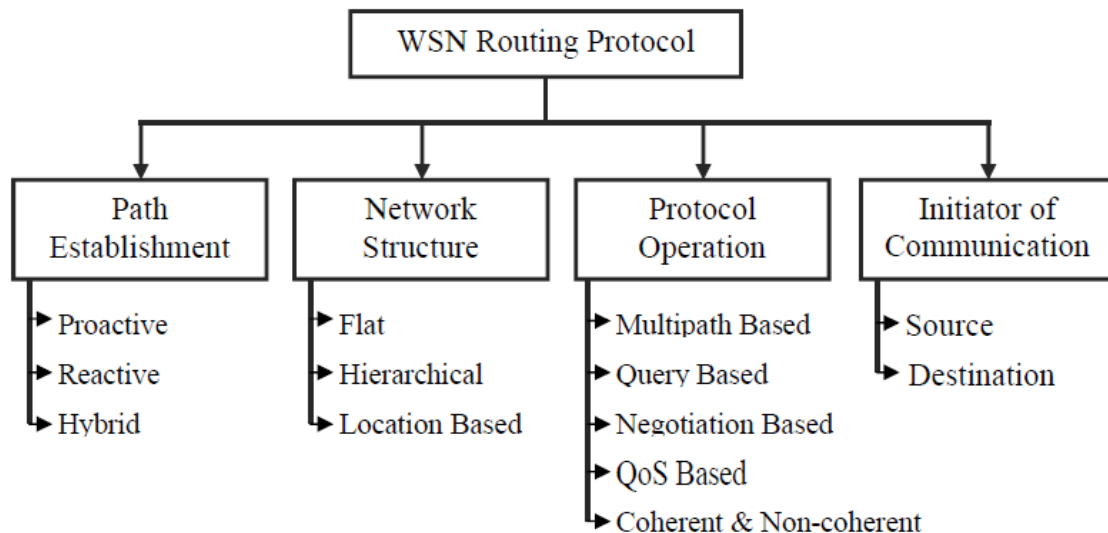 WSN Routing Protocol
Path
Establishment
Proactive
Reactive
Hybrid
Network
Structure
Flat
Hierarchical
Location Based
Protocol
Operation
Multipath Based
Query Based
Negotiation Based
QoS Based
Coherent & Non-coherent
Initiator of
Communication
Source
Destination